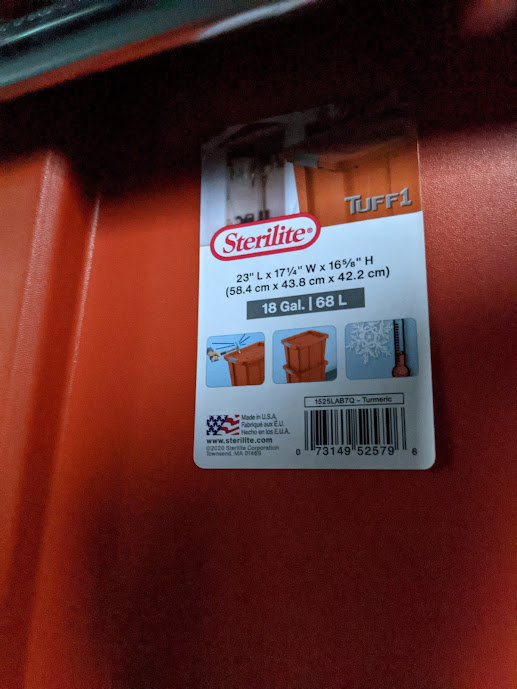 TUFF1
Sterilite®
23" L x 17¼" W x 16⅝" H
(58.4 cm x 43.8 cm x 42.2 cm)
18 Gal. | 68 L
1525LAB7Q – Turmeric
Made in U.S.A.
Fabriqué aux É.U.
Hecho en los E.U.A.
www.sterilite.com
©2020 Sterilite Corporation
Townsend, MA 01469
0 73149 52579 6